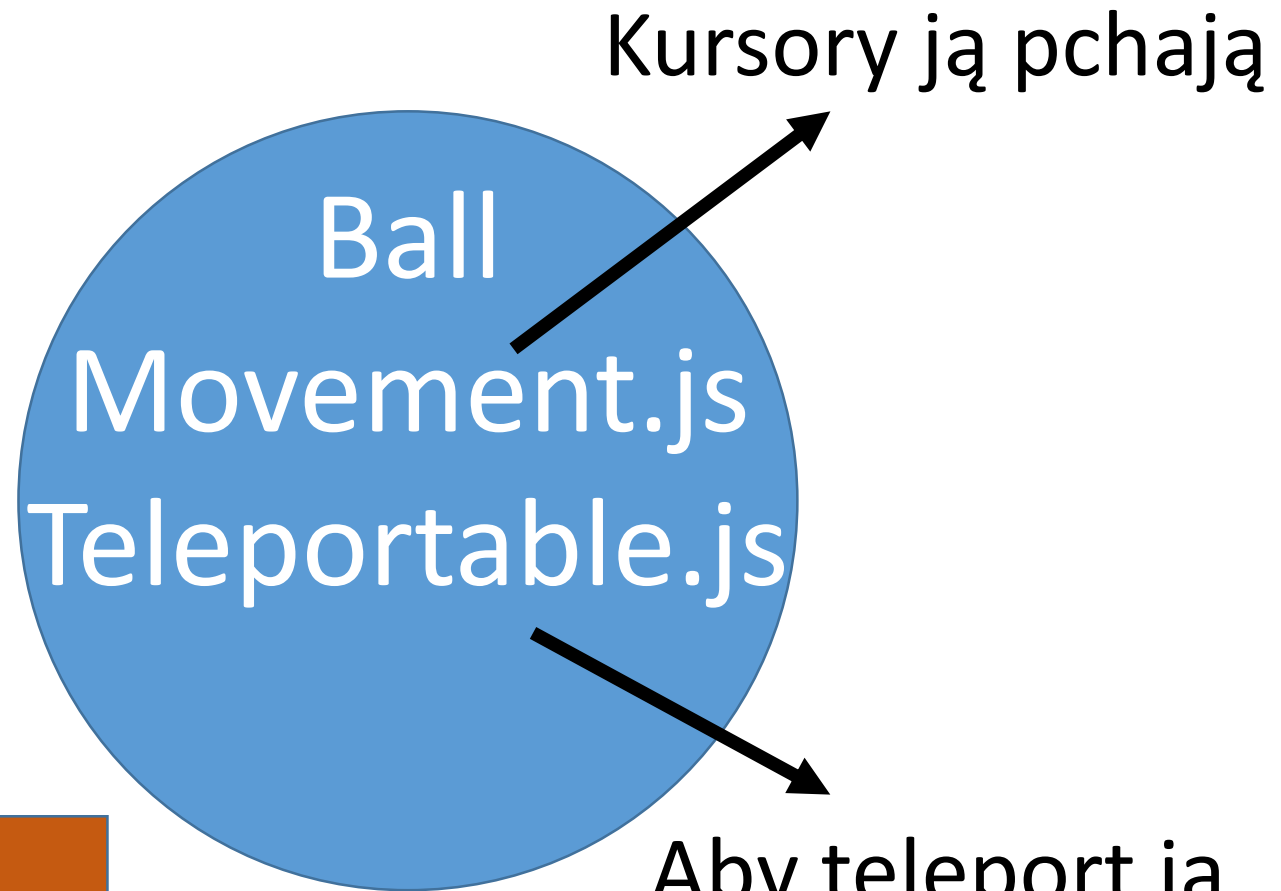 Kursory ją pchają
Ball
Movement.js
Teleportable.js
Aby teleport ją